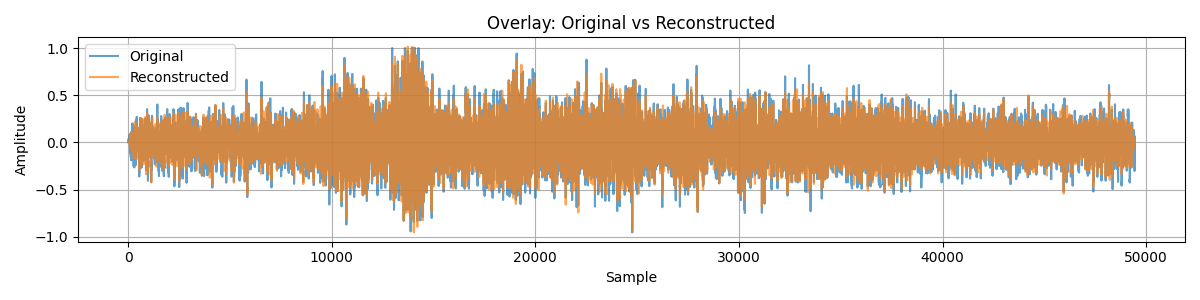 Overlay: Original vs Reconstructed
Original
Reconstructed
Amplitude
1.0
0.5
0.0
−0.5
−1.0
0 10000 20000 30000 40000 50000
Sample